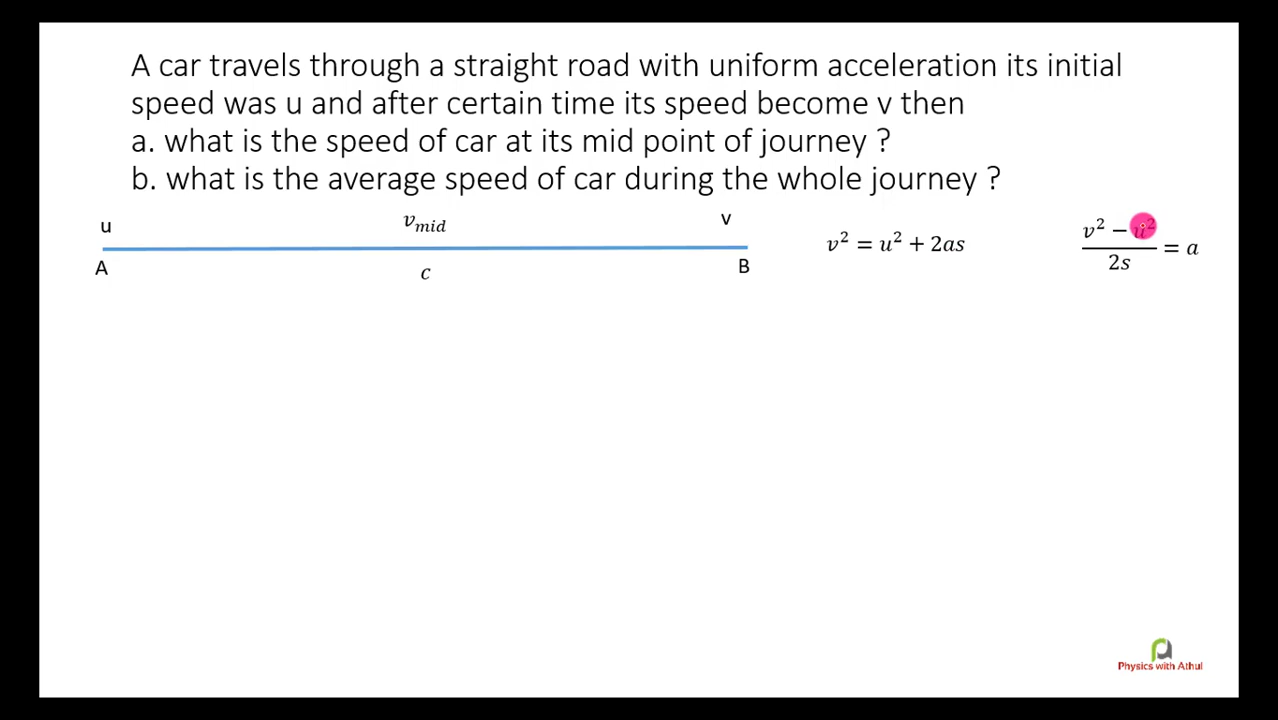 A car travels through a straight road with uniform acceleration its initial
speed was u and after certain time its speed become v then
a. what is the speed of car at its mid point of journey ?
b. what is the average speed of car during the whole journey ?
u v_mid v
A c B
v² = u² + 2as
v² − u²
2s
= a
Physics with Athul